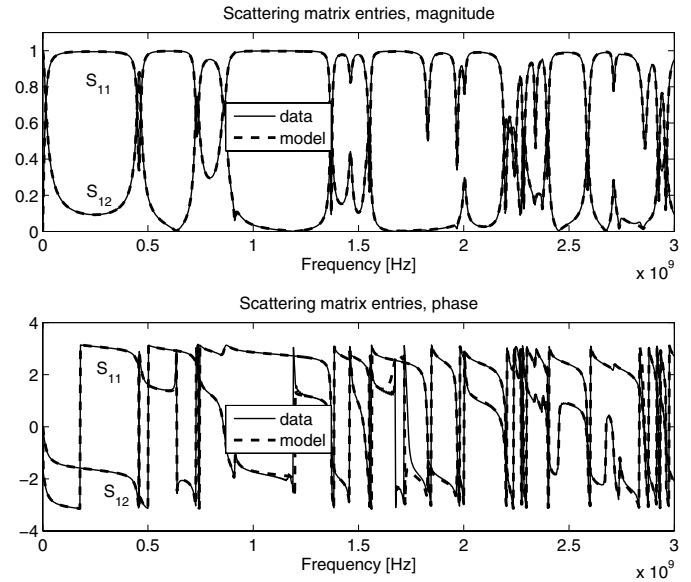 Scattering matrix entries, magnitude
1
0.8
0.6
0.4
0.2
0
S11
S12
data
model
0 0.5 1 1.5 2 2.5 3
Frequency [Hz]
x 10^9
Scattering matrix entries, phase
4
2
0
−2
−4
S11
S12
data
model
0 0.5 1 1.5 2 2.5 3
Frequency [Hz]
x 10^9